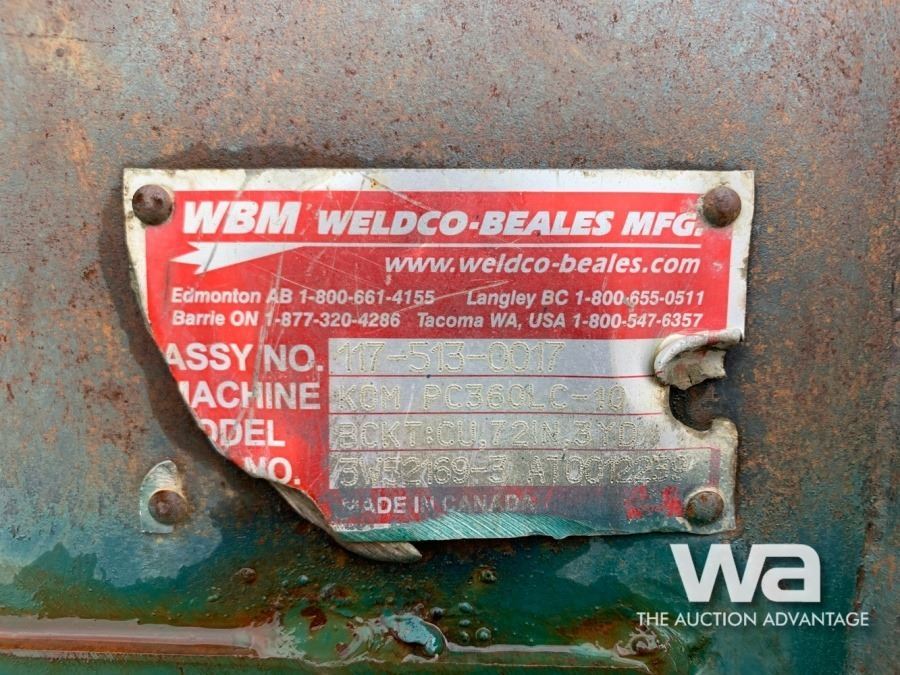 WBM WELDCO-BEALES MFG.
www.weldco-beales.com
Edmonton AB 1-800-661-4155 Langley BC 1-800-655-0511
Barrie ON 1-877-320-4286 Tacoma WA, USA 1-800-547-6357
ASSY NO. 117-513-0017
MACHINE KOM PC360LC-10
ODEL BCKT:CU,72IN,3YD
NO.
MADE IN CANADA
wa
THE AUCTION ADVANTAGE